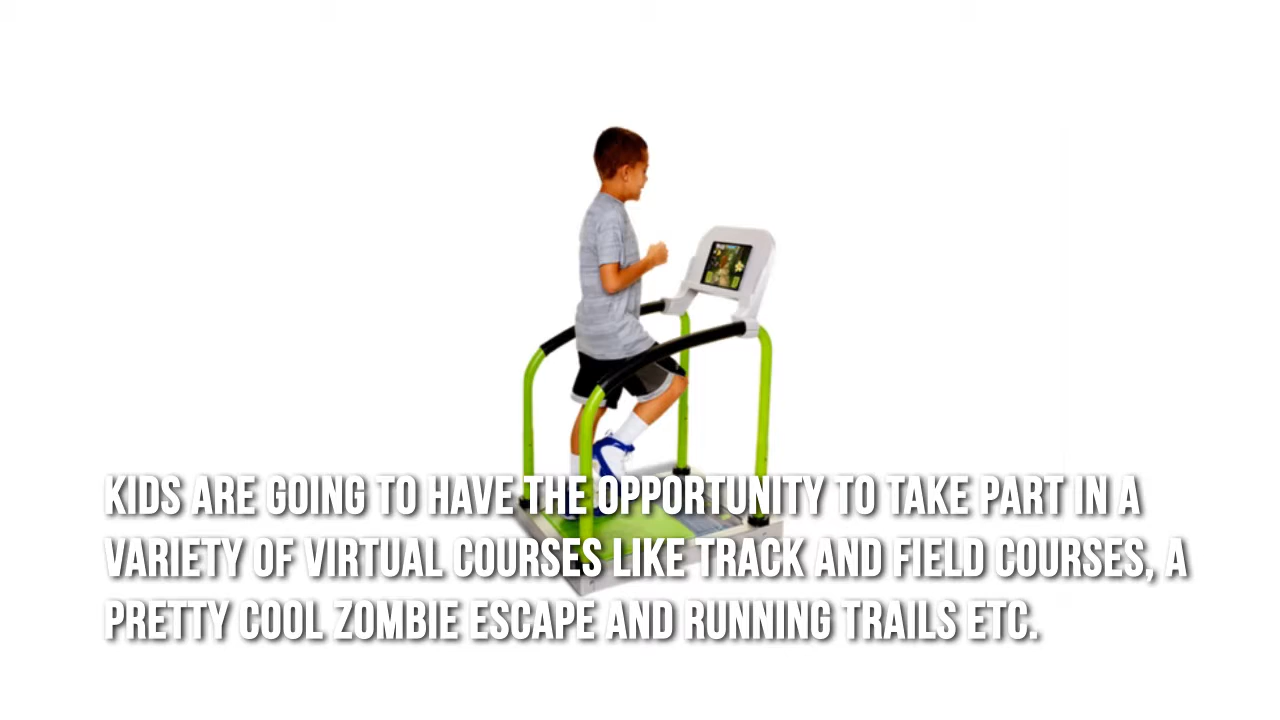 KIDS ARE GOING TO HAVE THE OPPORTUNITY TO TAKE PART IN A
VARIETY OF VIRTUAL COURSES LIKE TRACK AND FIELD COURSES, A
PRETTY COOL ZOMBIE ESCAPE AND RUNNING TRAILS ETC.